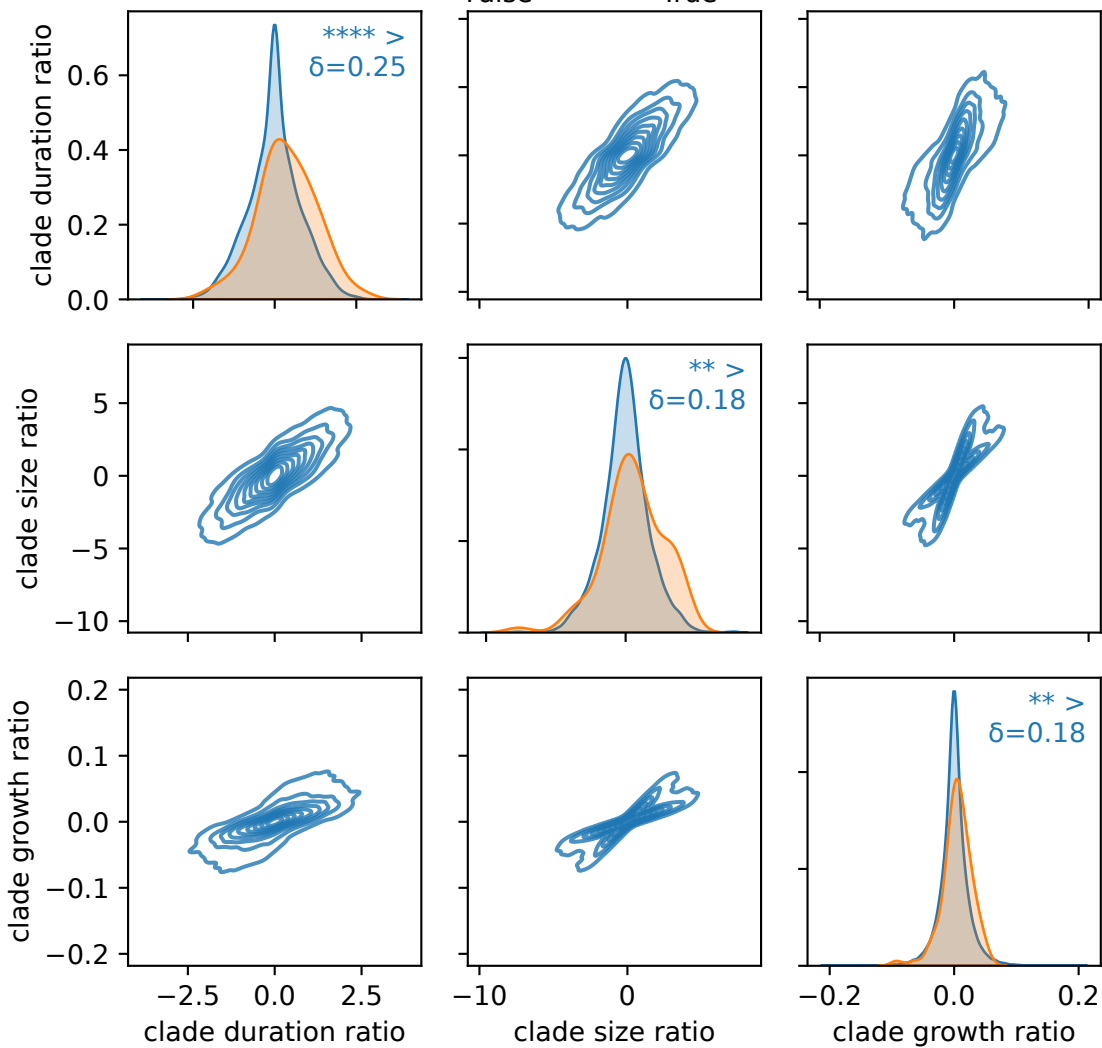 clade duration ratio
0.6
0.4
0.2
0.0
**** >
δ=0.25
clade size ratio
5
0
−5
−10
** >
δ=0.18
clade growth ratio
0.2
0.1
0.0
−0.1
−0.2
** >
δ=0.18
−2.5 0.0 2.5
−10 0
−0.2 0.0 0.2
clade duration ratio
clade size ratio
clade growth ratio